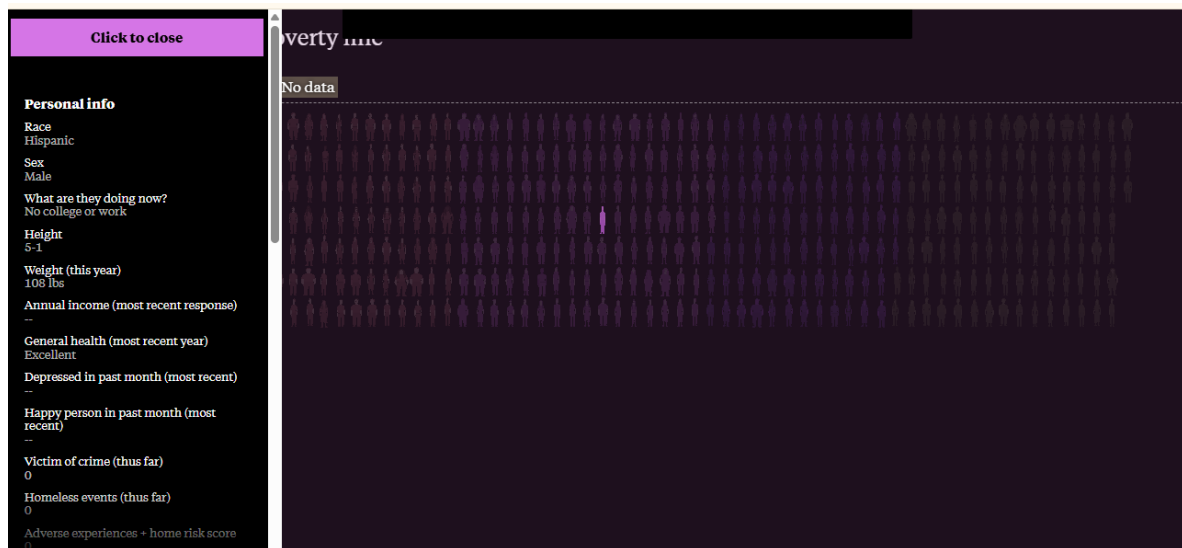 Click to close
overty line
No data
Personal info
Race
Hispanic
Sex
Male
What are they doing now?
No college or work
Height
5-1
Weight (this year)
108 lbs
Annual income (most recent response)
--
General health (most recent year)
Excellent
Depressed in past month (most recent)
--
Happy person in past month (most
recent)
--
Victim of crime (thus far)
0
Homeless events (thus far)
0
Adverse experiences + home risk score
0